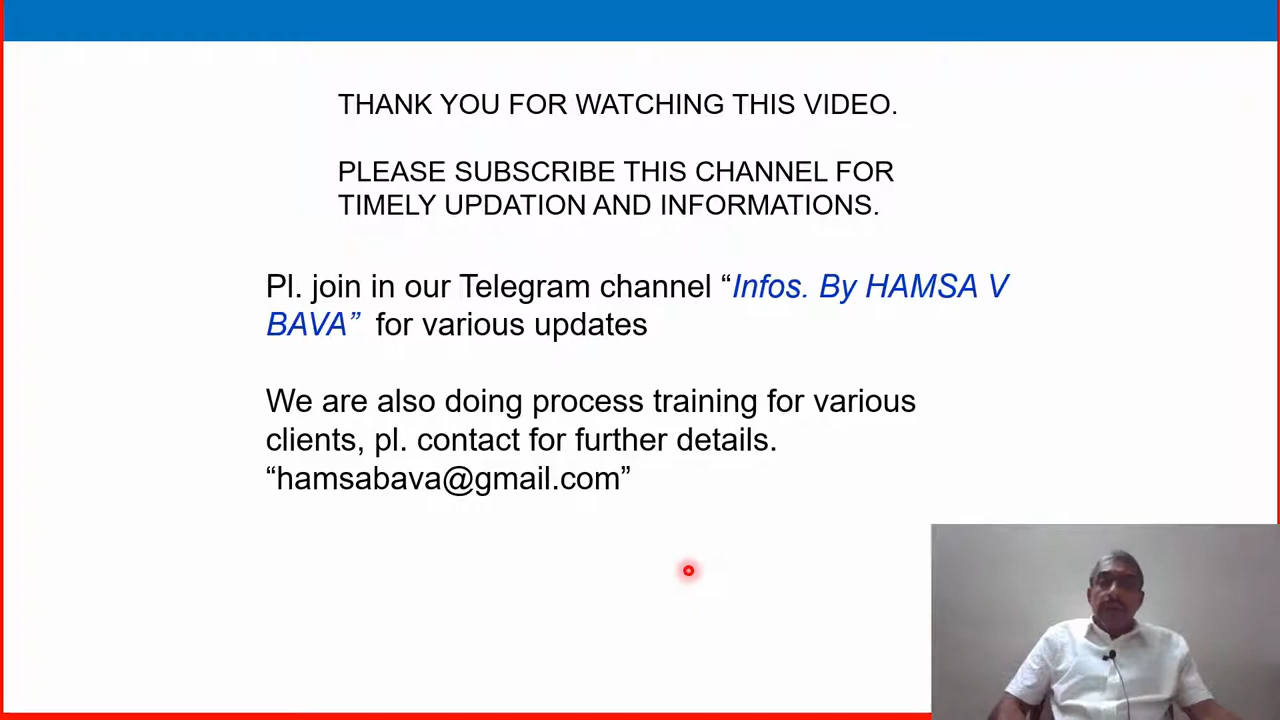 THANK YOU FOR WATCHING THIS VIDEO.
PLEASE SUBSCRIBE THIS CHANNEL FOR
TIMELY UPDATION AND INFORMATIONS.
Pl. join in our Telegram channel “Infos. By HAMSA V
BAVA”  for various updates
We are also doing process training for various
clients, pl. contact for further details.
“hamsabava@gmail.com”